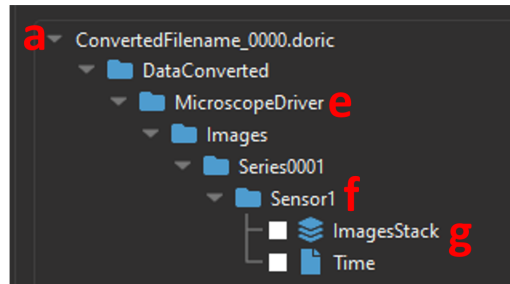 a ConvertedFilename_0000.doric
DataConverted
MicroscopeDriver e
Images
Series0001
Sensor1 f
ImagesStack g
Time